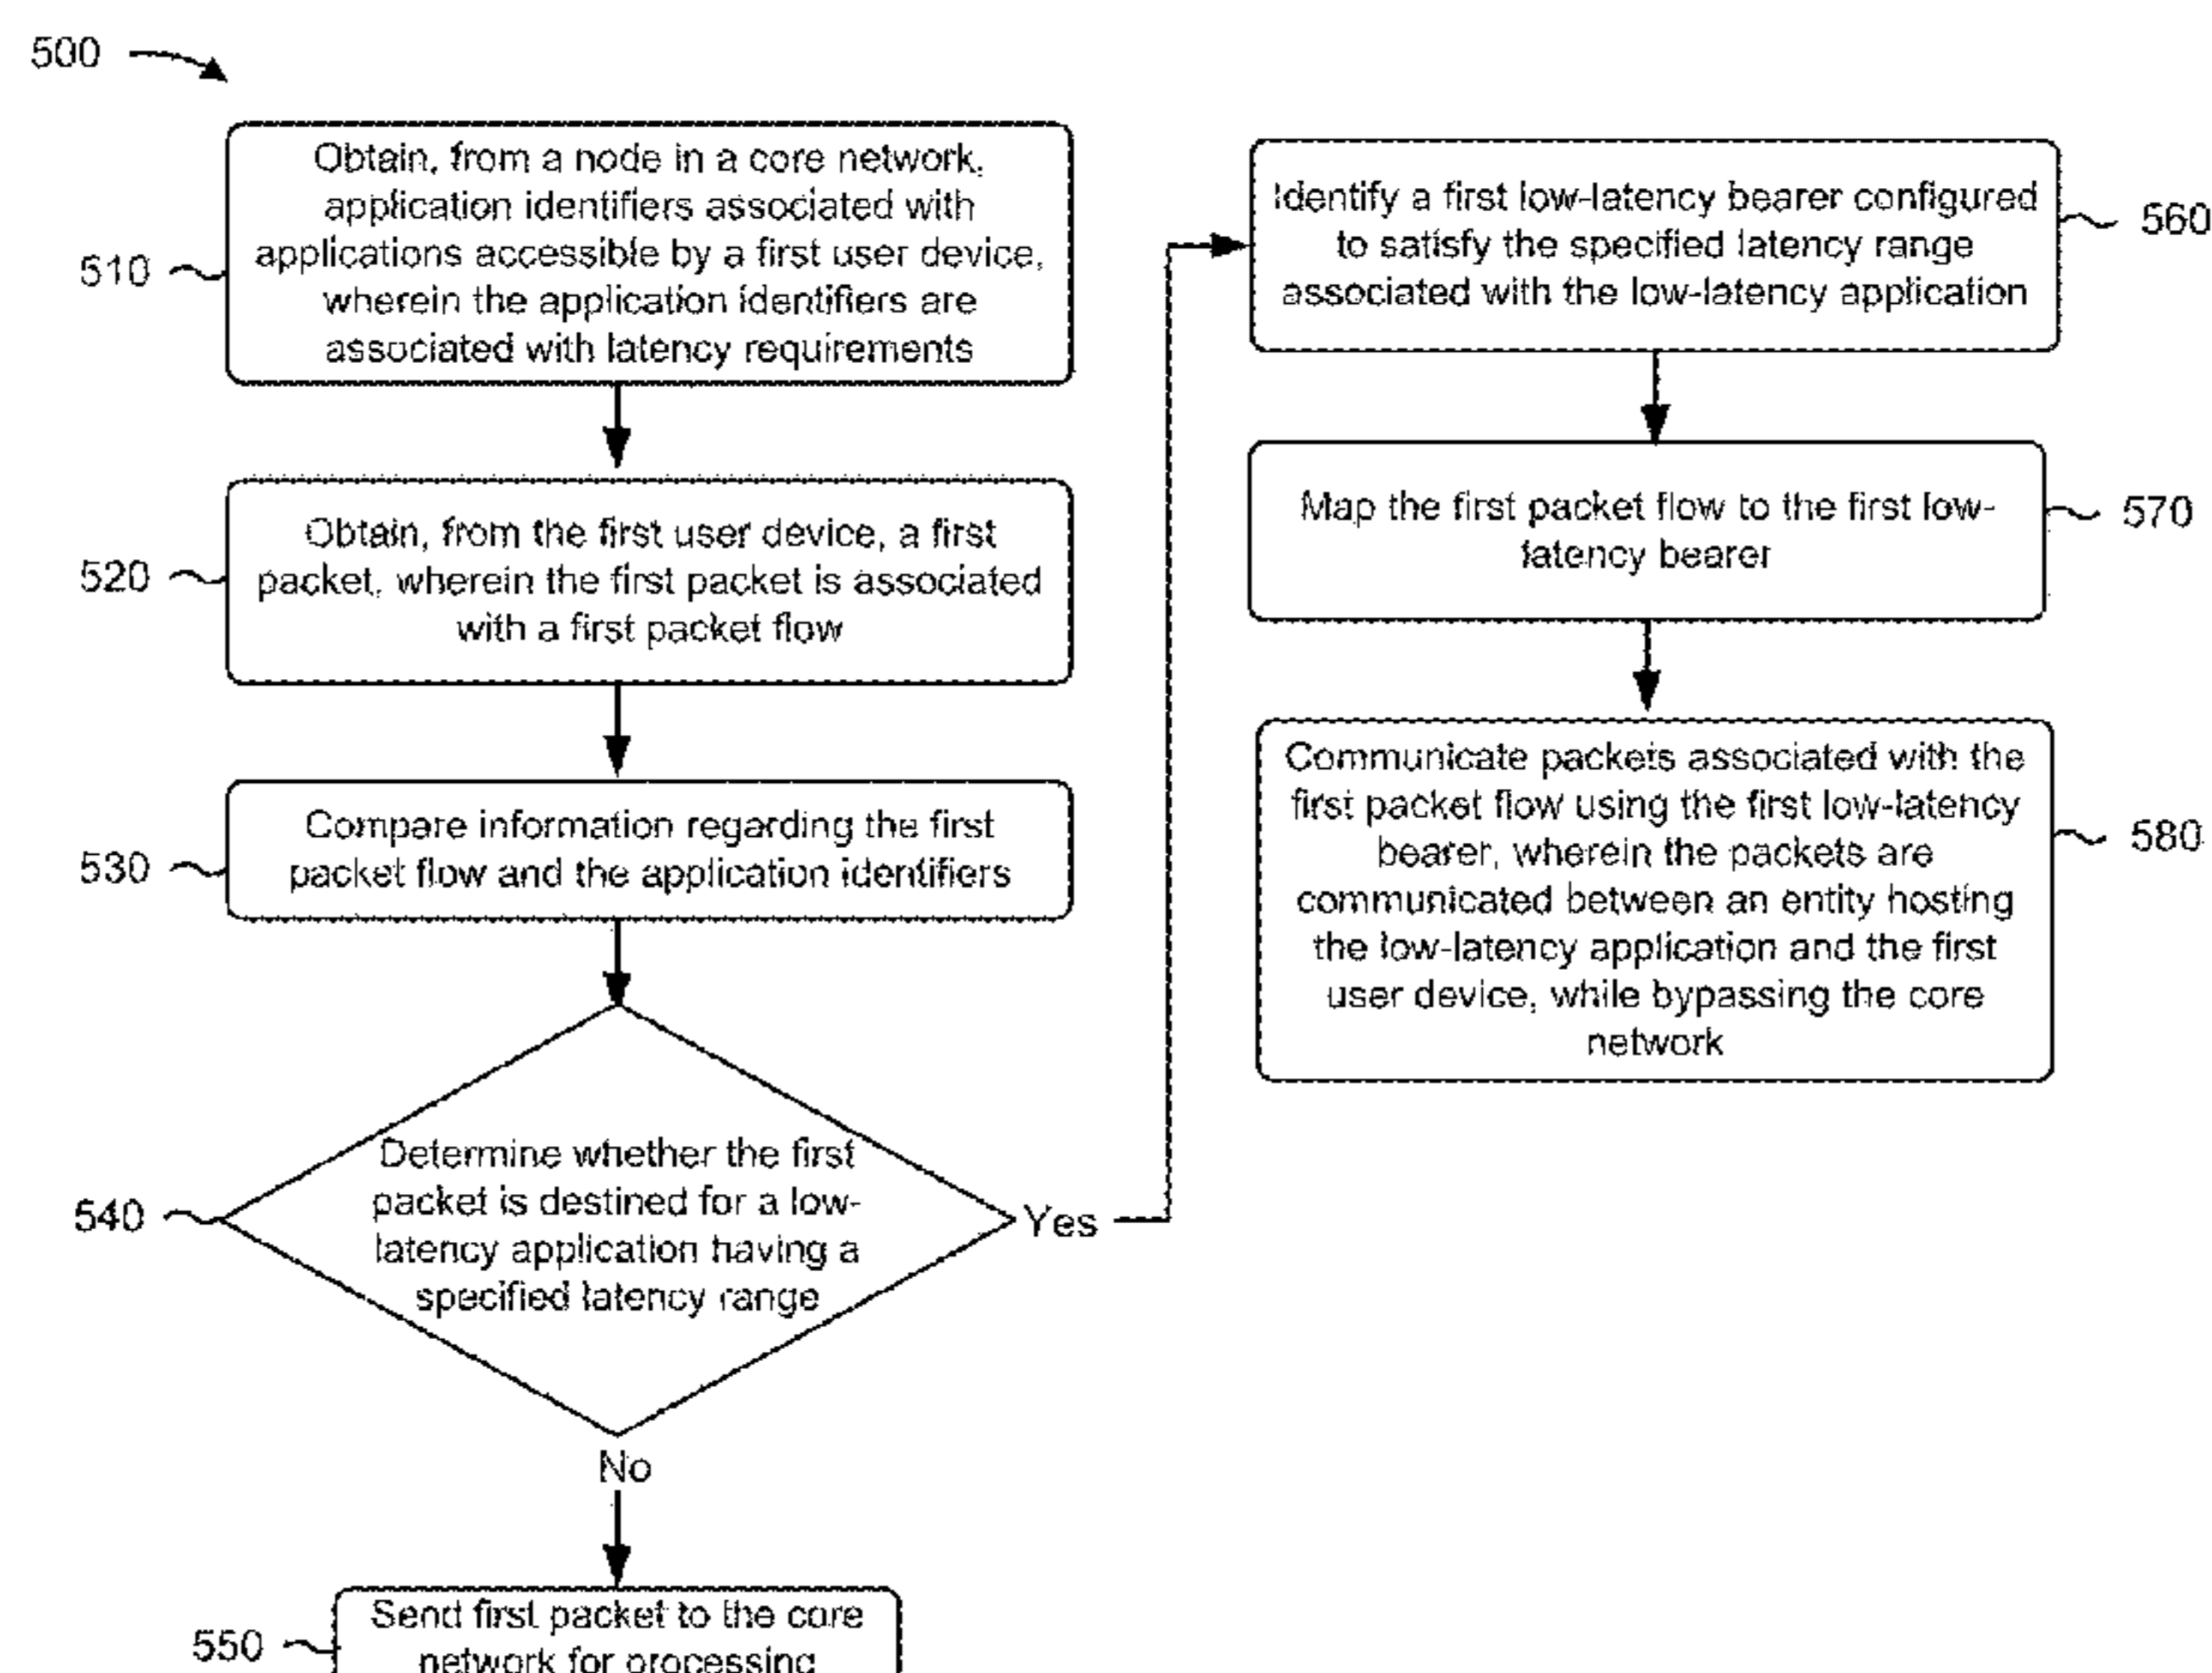 500
510
Obtain, from a node in a core network,
application identifiers associated with
applications accessible by a first user device,
wherein the application identifiers are
associated with latency requirements
520
Obtain, from the first user device, a first
packet, wherein the first packet is associated
with a first packet flow
530
Compare information regarding the first
packet flow and the application identifiers
540
Determine whether the first
packet is destined for a low-
latency application having a
specified latency range
Yes
No
550
Send first packet to the core
network for processing
Identify a first low-latency bearer configured
to satisfy the specified latency range
associated with the low-latency application
560
Map the first packet flow to the first low-
latency bearer
570
Communicate packets associated with the
first packet flow using the first low-latency
bearer, wherein the packets are
communicated between an entity hosting
the low-latency application and the first
user device, while bypassing the core
network
580